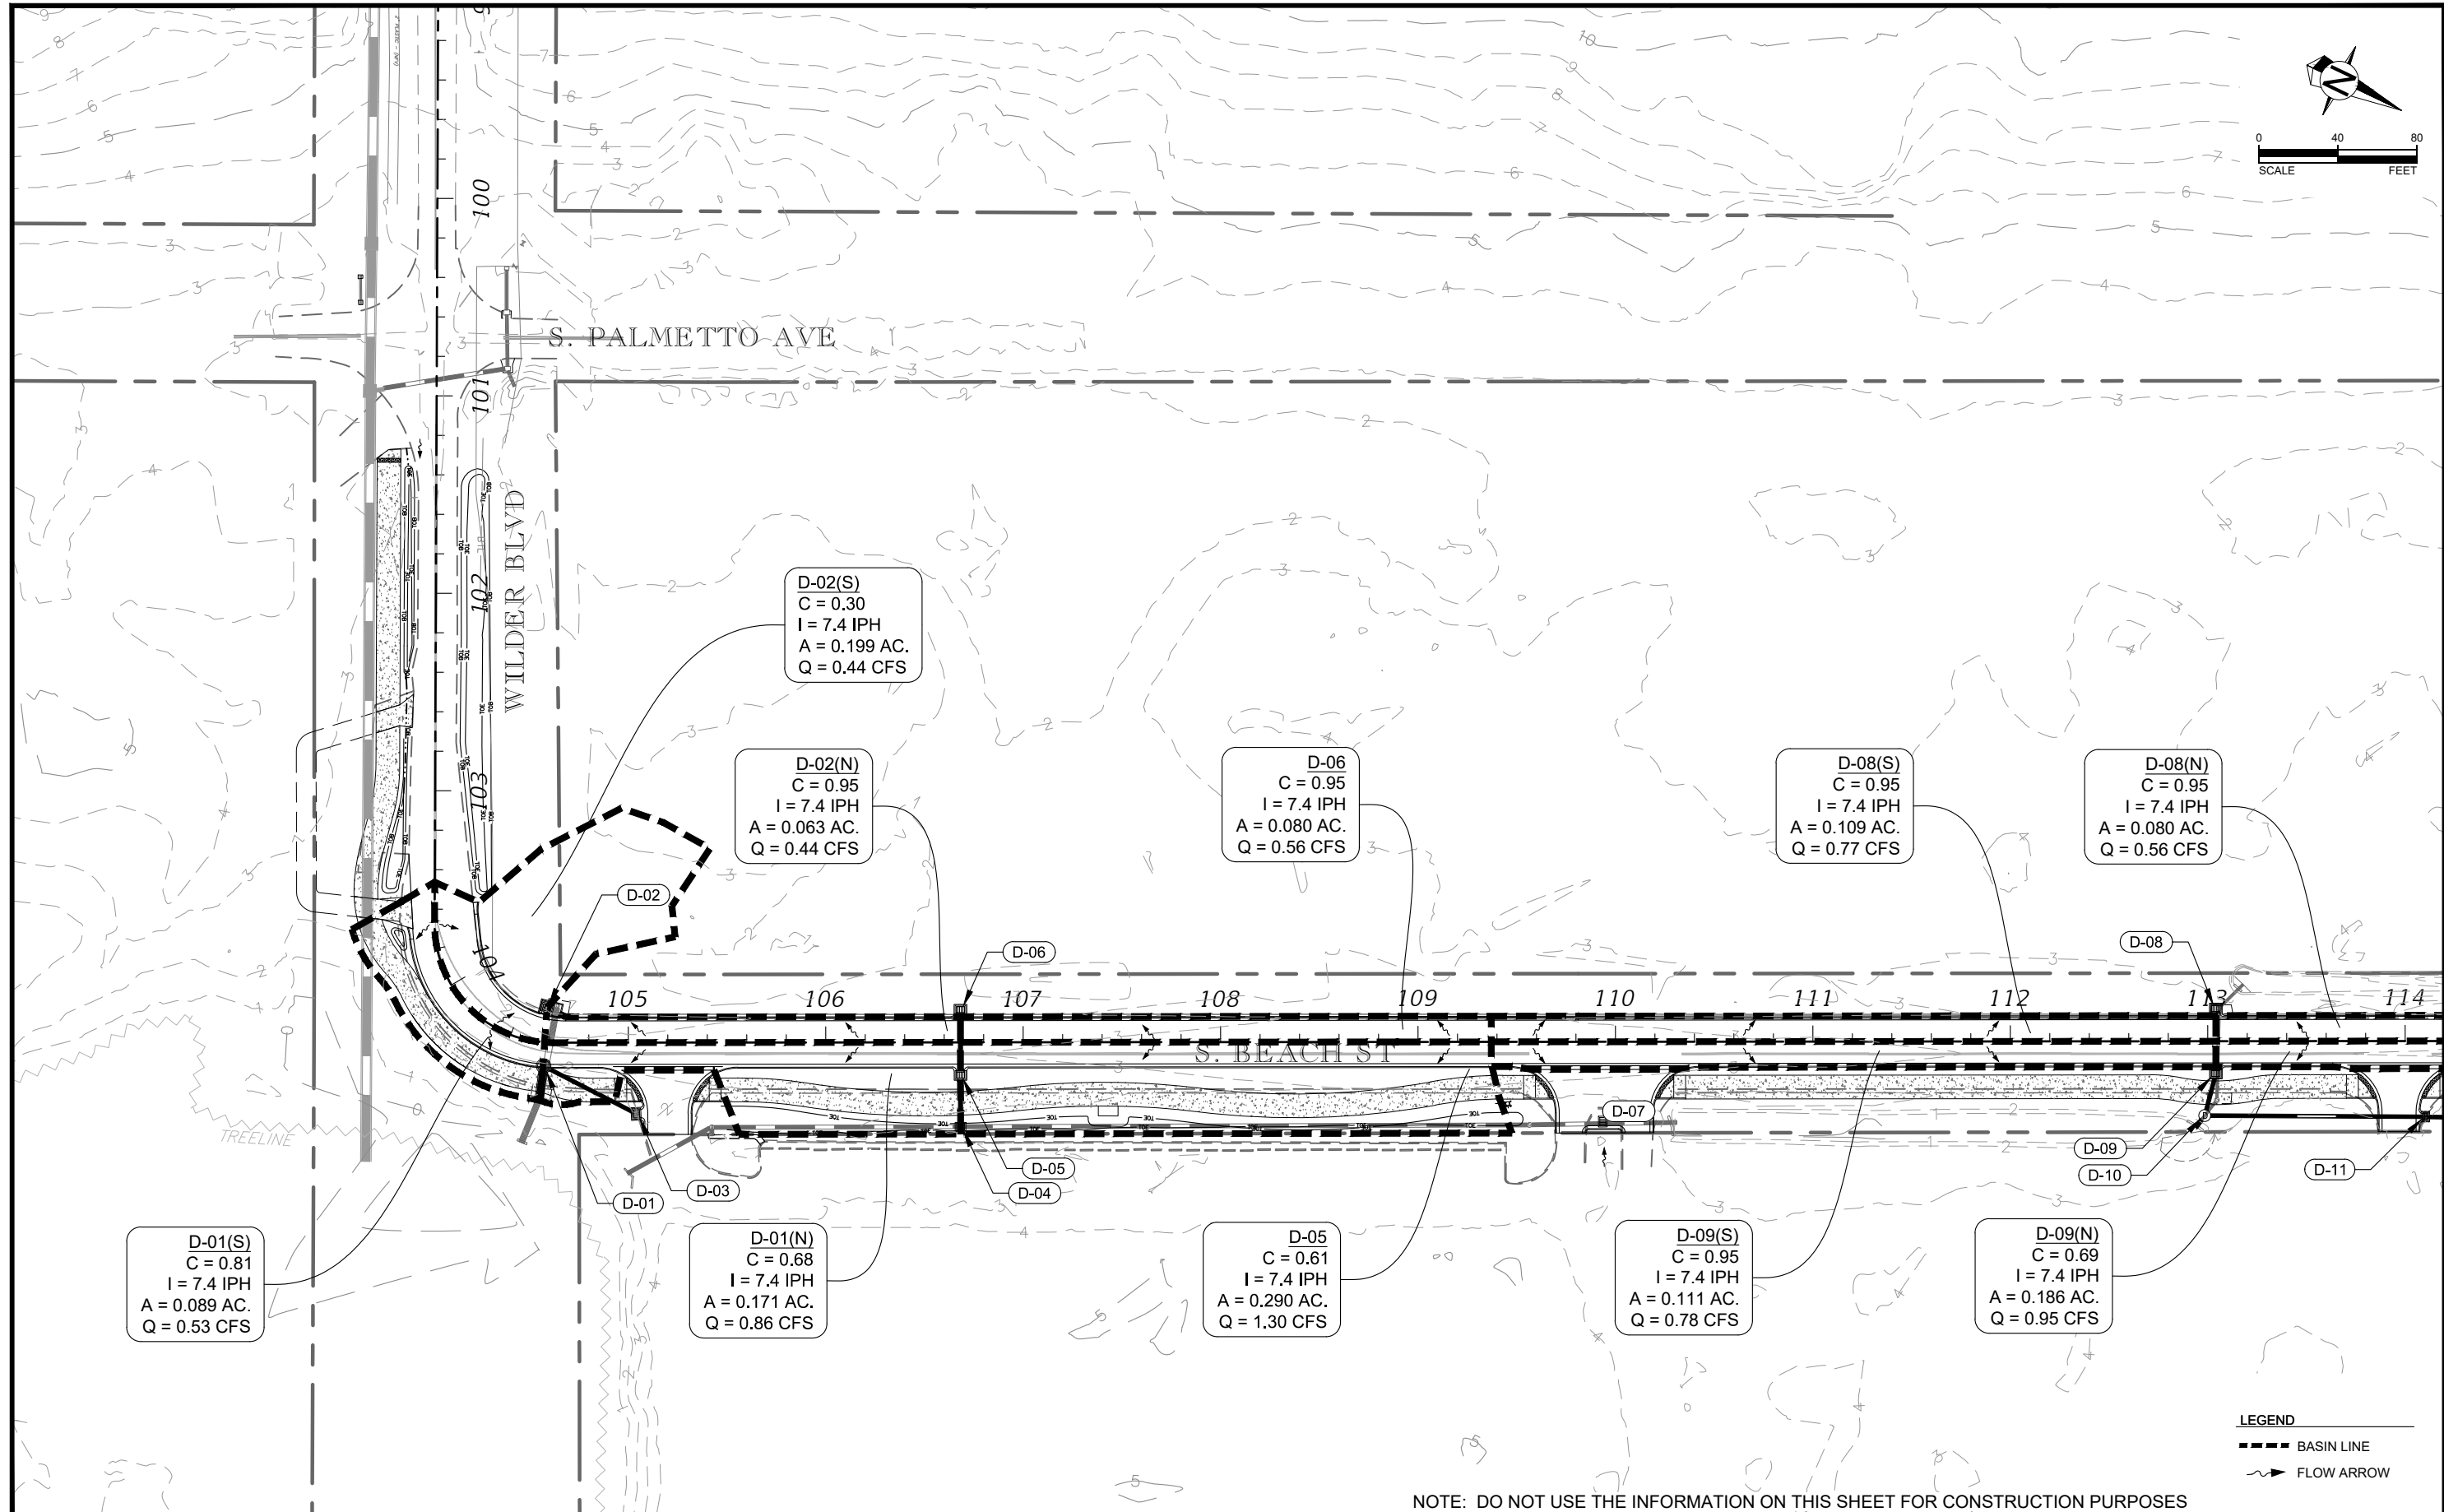 0 40 80
SCALE FEET
N
100
S. PALMETTO AVE
101
WILDER BLVD
102
103
104
D-02(S)
C = 0.30
I = 7.4 IPH
A = 0.199 AC.
Q = 0.44 CFS
D-02(N)
C = 0.95
I = 7.4 IPH
A = 0.063 AC.
Q = 0.44 CFS
D-06
C = 0.95
I = 7.4 IPH
A = 0.080 AC.
Q = 0.56 CFS
D-08(S)
C = 0.95
I = 7.4 IPH
A = 0.109 AC.
Q = 0.77 CFS
D-08(N)
C = 0.95
I = 7.4 IPH
A = 0.080 AC.
Q = 0.56 CFS
D-02
D-06
D-08
105 106 107 108 109 110 111 112 113 114
S. BEACH ST
TREELINE
D-07
D-05
D-04
D-03
D-01
D-09
D-10
D-11
D-01(S)
C = 0.81
I = 7.4 IPH
A = 0.089 AC.
Q = 0.53 CFS
D-01(N)
C = 0.68
I = 7.4 IPH
A = 0.171 AC.
Q = 0.86 CFS
D-05
C = 0.61
I = 7.4 IPH
A = 0.290 AC.
Q = 1.30 CFS
D-09(S)
C = 0.95
I = 7.4 IPH
A = 0.111 AC.
Q = 0.78 CFS
D-09(N)
C = 0.69
I = 7.4 IPH
A = 0.186 AC.
Q = 0.95 CFS
LEGEND
BASIN LINE
FLOW ARROW
NOTE: DO NOT USE THE INFORMATION ON THIS SHEET FOR CONSTRUCTION PURPOSES